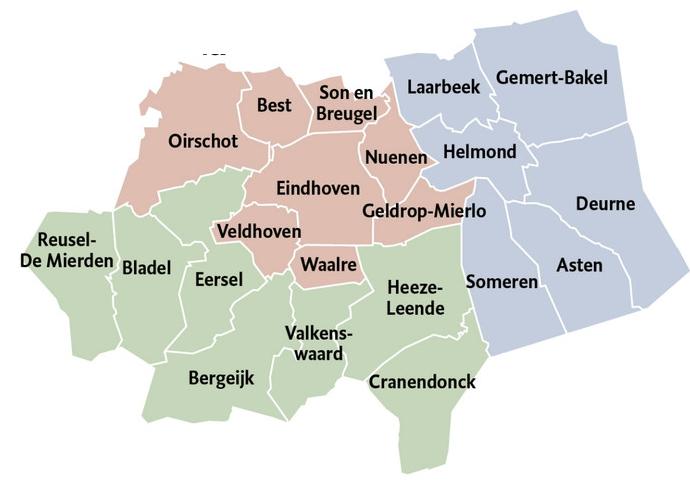 Gemert-Bakel
Laarbeek
Son en
Breugel
Best
Oirschot
Nuenen
Helmond
Eindhoven
Geldrop-Mierlo
Deurne
Veldhoven
Reusel-
De Mierden
Bladel
Eersel
Waalre
Asten
Someren
Heeze-
Leende
Valkens-
waard
Bergeijk
Cranendonck